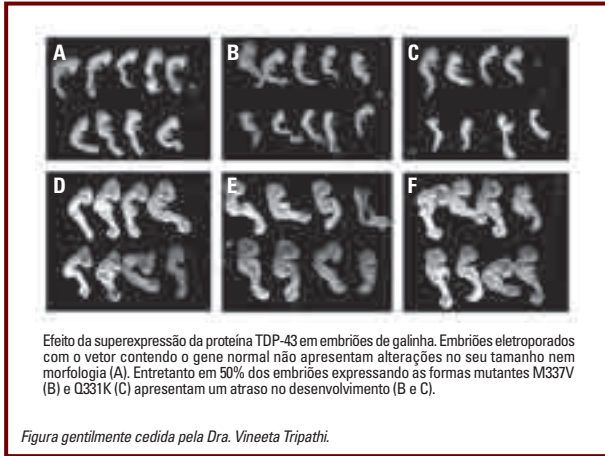 A
B
C
D
E
F
Efeito da superexpressão da proteína TDP-43 em embriões de galinha. Embriões eletroporados
com o vetor contendo o gene normal não apresentam alterações no seu tamanho nem
morfologia (A). Entretanto em 50% dos embriões expressando as formas mutantes M337V
(B) e Q331K (C) apresentam um atraso no desenvolvimento (B e C).
Figura gentilmente cedida pela Dra. Vineeta Tripathi.